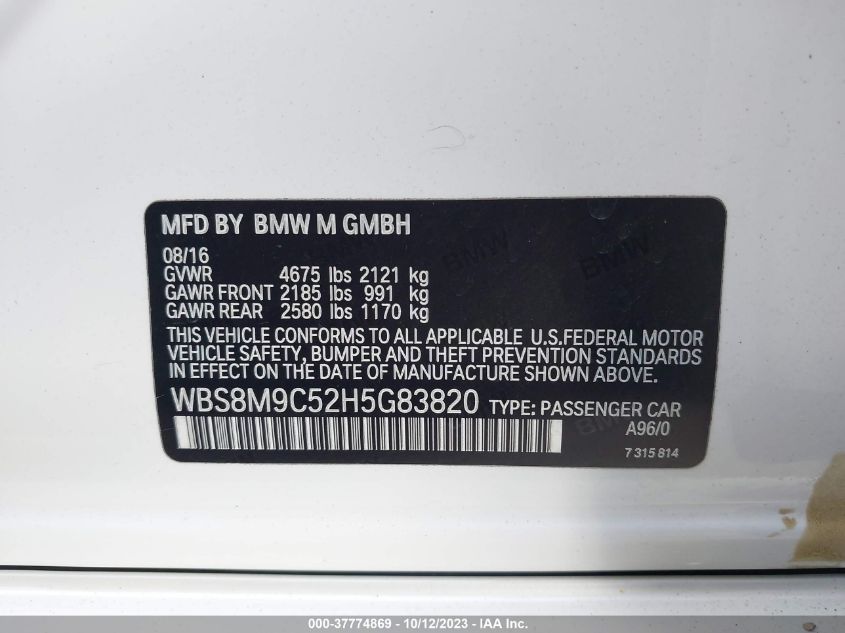 MFD BY BMW M GMBH
08/16
GVWR 4675 lbs 2121 kg
GAWR FRONT 2185 lbs 991 kg
GAWR REAR 2580 lbs 1170 kg
THIS VEHICLE CONFORMS TO ALL APPLICABLE U.S.FEDERAL MOTOR
VEHICLE SAFETY, BUMPER AND THEFT PREVENTION STANDARDS
IN EFFECT ON THE DATE OF MANUFACTURE SHOWN ABOVE.
WBS8M9C52H5G83820 TYPE: PASSENGER CAR
A96/0
7 315 814
BMW
BMW
BMW
000-37774869 - 10/12/2023 - IAA Inc.